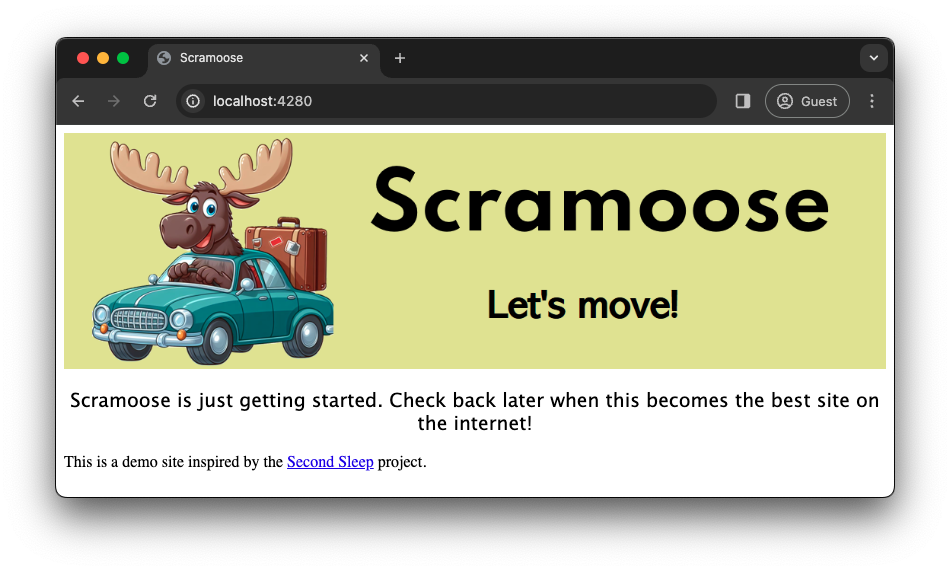 Scramoose
localhost:4280
Guest
Scramoose
Let's move!
Scramoose is just getting started. Check back later when this becomes the best site on
the internet!
This is a demo site inspired by the Second Sleep project.